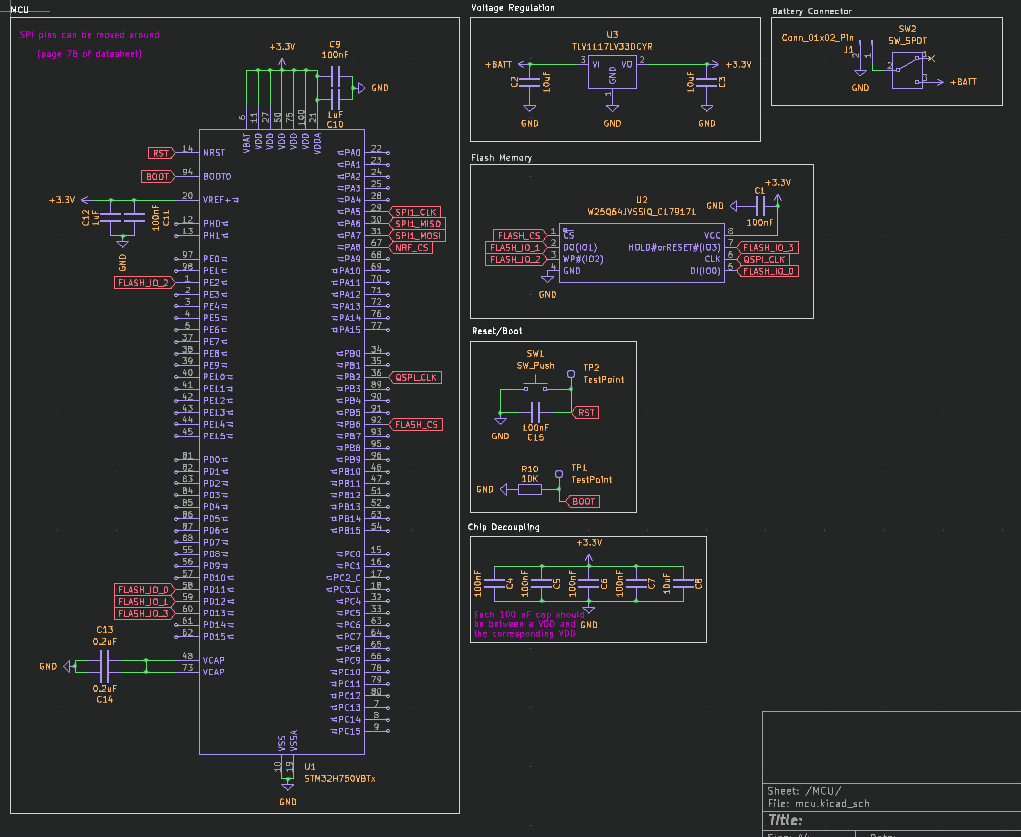 MCU
SPI pins can be moved around
(page 78 of datasheet)
+3.3V
C9
100nF
GND
1uF
C10
6
11
27
50
75
100
21
VBAT
VDD
VDD
VDD
VDD
VDD
VDDA
RST
14
NRST
BOOT
94
BOOT0
+3.3V
20
VREF+
C12
1uF
100nF
C11
GND
12
PH0
13
PH1
97
PE0
98
PE1
FLASH_IO_2
1
PE2
2
PE3
3
PE4
4
PE5
5
PE6
37
PE7
38
PE8
39
PE9
40
PE10
41
PE11
42
PE12
43
PE13
44
PE14
45
PE15
81
PD0
82
PD1
83
PD2
84
PD3
85
PD4
86
PD5
87
PD6
88
PD7
55
PD8
56
PD9
57
PD10
FLASH_IO_0
58
PD11
FLASH_IO_1
59
PD12
FLASH_IO_3
60
PD13
61
PD14
62
PD15
C13
0.2uF
GND
48
VCAP
73
VCAP
0.2uF
C14
PA0
22
PA1
23
PA2
24
PA3
25
PA4
28
PA5
29
SPI1_CLK
PA6
30
SPI1_MISO
PA7
31
SPI1_MOSI
PA8
67
NRF_CS
PA9
68
PA10
69
PA11
70
PA12
71
PA13
72
PA14
76
PA15
77
PB0
34
PB1
35
PB2
36
QSPI_CLK
PB3
89
PB4
90
PB5
91
PB6
92
FLASH_CS
PB7
93
PB8
95
PB9
96
PB10
46
PB11
47
PB12
51
PB13
52
PB14
53
PB15
54
PC0
15
PC1
16
PC2_C
17
PC3_C
18
PC4
32
PC5
33
PC6
63
PC7
64
PC8
65
PC9
66
PC10
78
PC11
79
PC12
80
PC13
7
PC14
8
PC15
9
VSS
VSSA
10
19
U1
STM32H750VBTx
GND
Voltage Regulation
U3
TLV1117LV33DCYR
+BATT
3
VI
VO
2
+3.3V
GND
1
C2
10uF
10uF
C3
GND
GND
GND
Battery Connector
Conn_01x02_Pin
J1
2
1
GND
SW2
SW_SPDT
2
1
3
+BATT
Flash Memory
U2
W25Q64JVSSIQ_C179171
GND
C1
100nF
+3.3V
FLASH_CS
1
CS
FLASH_IO_1
2
DO(IO1)
FLASH_IO_2
3
WP#(IO2)
4
GND
GND
VCC
8
HOLD#orRESET#(IO3)
7
FLASH_IO_3
CLK
6
QSPI_CLK
DI(IO0)
5
FLASH_IO_0
Reset/Boot
SW1
SW_Push
TP2
TestPoint
RST
GND
100nF
C16
R10
10K
TP1
TestPoint
GND
BOOT
Chip Decoupling
+3.3V
100nF
C4
100nF
C5
100nF
C6
100nF
C7
10uF
C8
GND
Each 100 nF cap should
be between a VDD and
the corresponding VDD
Sheet: /MCU/
File: mcu.kicad_sch
Title: